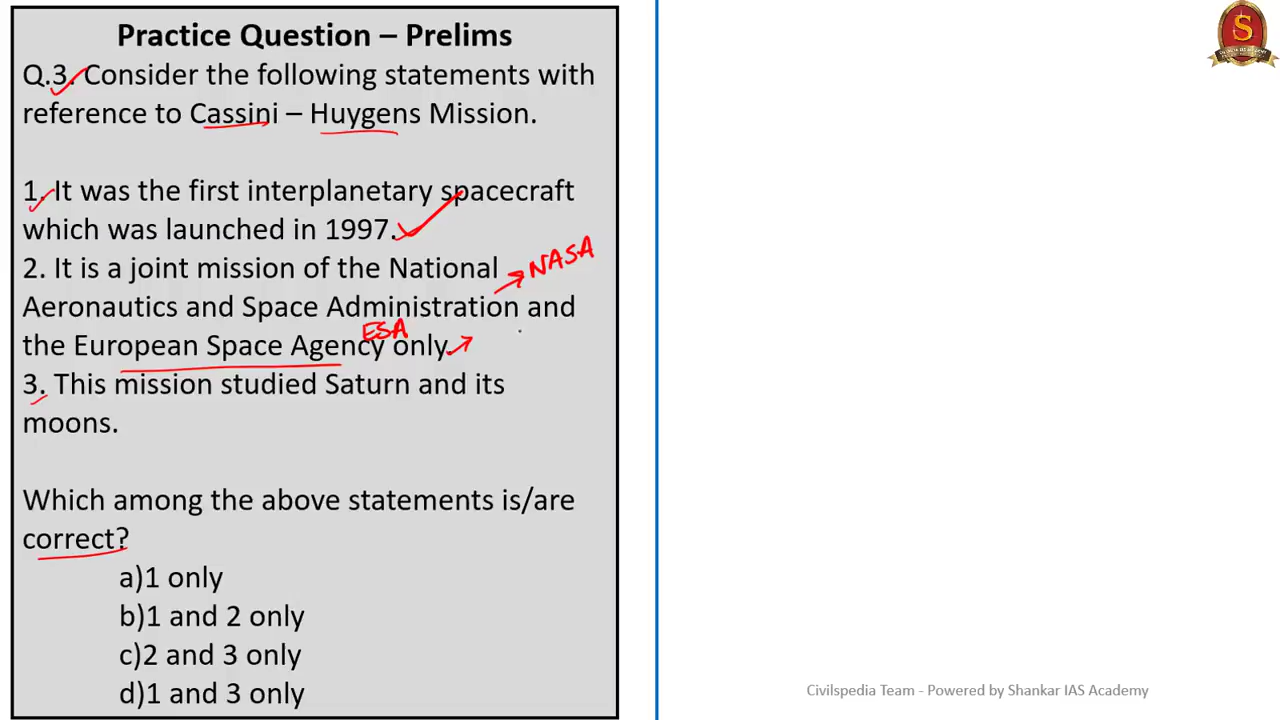 Practice Question – Prelims
Q.3. Consider the following statements with
reference to Cassini – Huygens Mission.
1. It was the first interplanetary spacecraft
which was launched in 1997.
2. It is a joint mission of the National
NASA
Aeronautics and Space Administration and
ESA
the European Space Agency only.
3. This mission studied Saturn and its
moons.
Which among the above statements is/are
correct?
a)1 only
b)1 and 2 only
c)2 and 3 only
d)1 and 3 only
S
Civilspedia Team - Powered by Shankar IAS Academy